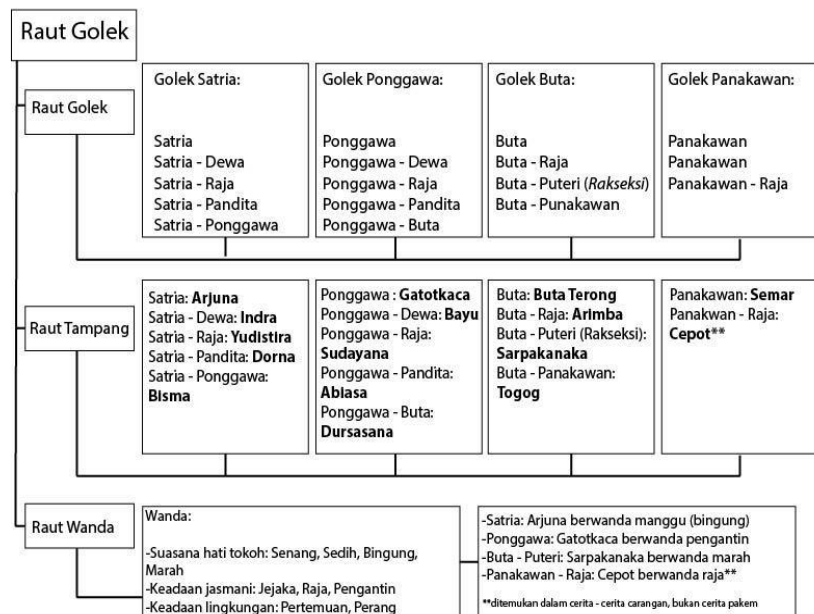 Raut Golek
Raut Golek
Golek Satria:
Satria
Satria - Dewa
Satria - Raja
Satria - Pandita
Satria - Ponggawa
Golek Ponggawa:
Ponggawa
Ponggawa - Dewa
Ponggawa - Raja
Ponggawa - Pandita
Ponggawa - Buta
Golek Buta:
Buta
Buta - Raja
Buta - Puteri (Rakseksi)
Buta - Punakawan
Golek Panakawan:
Panakawan
Panakawan
Panakawan - Raja
Raut Tampang
Satria: Arjuna
Satria - Dewa: Indra
Satria - Raja: Yudistira
Satria - Pandita: Dorna
Satria - Ponggawa:
Bisma
Ponggawa : Gatotkaca
Ponggawa - Dewa: Bayu
Ponggawa - Raja:
Sudayana
Ponggawa - Pandita:
Abiasa
Ponggawa - Buta:
Dursasana
Buta: Buta Terong
Buta - Raja: Arimba
Buta - Puteri (Rakseksi):
Sarpakanaka
Buta - Panakawan:
Togog
Panakawan: Semar
Panakwan - Raja:
Cepot**
Raut Wanda
Wanda:
-Suasana hati tokoh: Senang, Sedih, Bingung,
Marah
-Keadaan jasmani: Jejaka, Raja, Pengantin
-Keadaan lingkungan: Pertemuan, Perang
-Satria: Arjuna berwanda manggu (bingung)
-Ponggawa: Gatotkaca berwanda pengantin
-Buta - Puteri: Sarpakanaka berwanda marah
-Panakawan - Raja: Cepot berwanda raja**
**ditemukan dalam cerita - cerita carangan, bukan cerita pakem